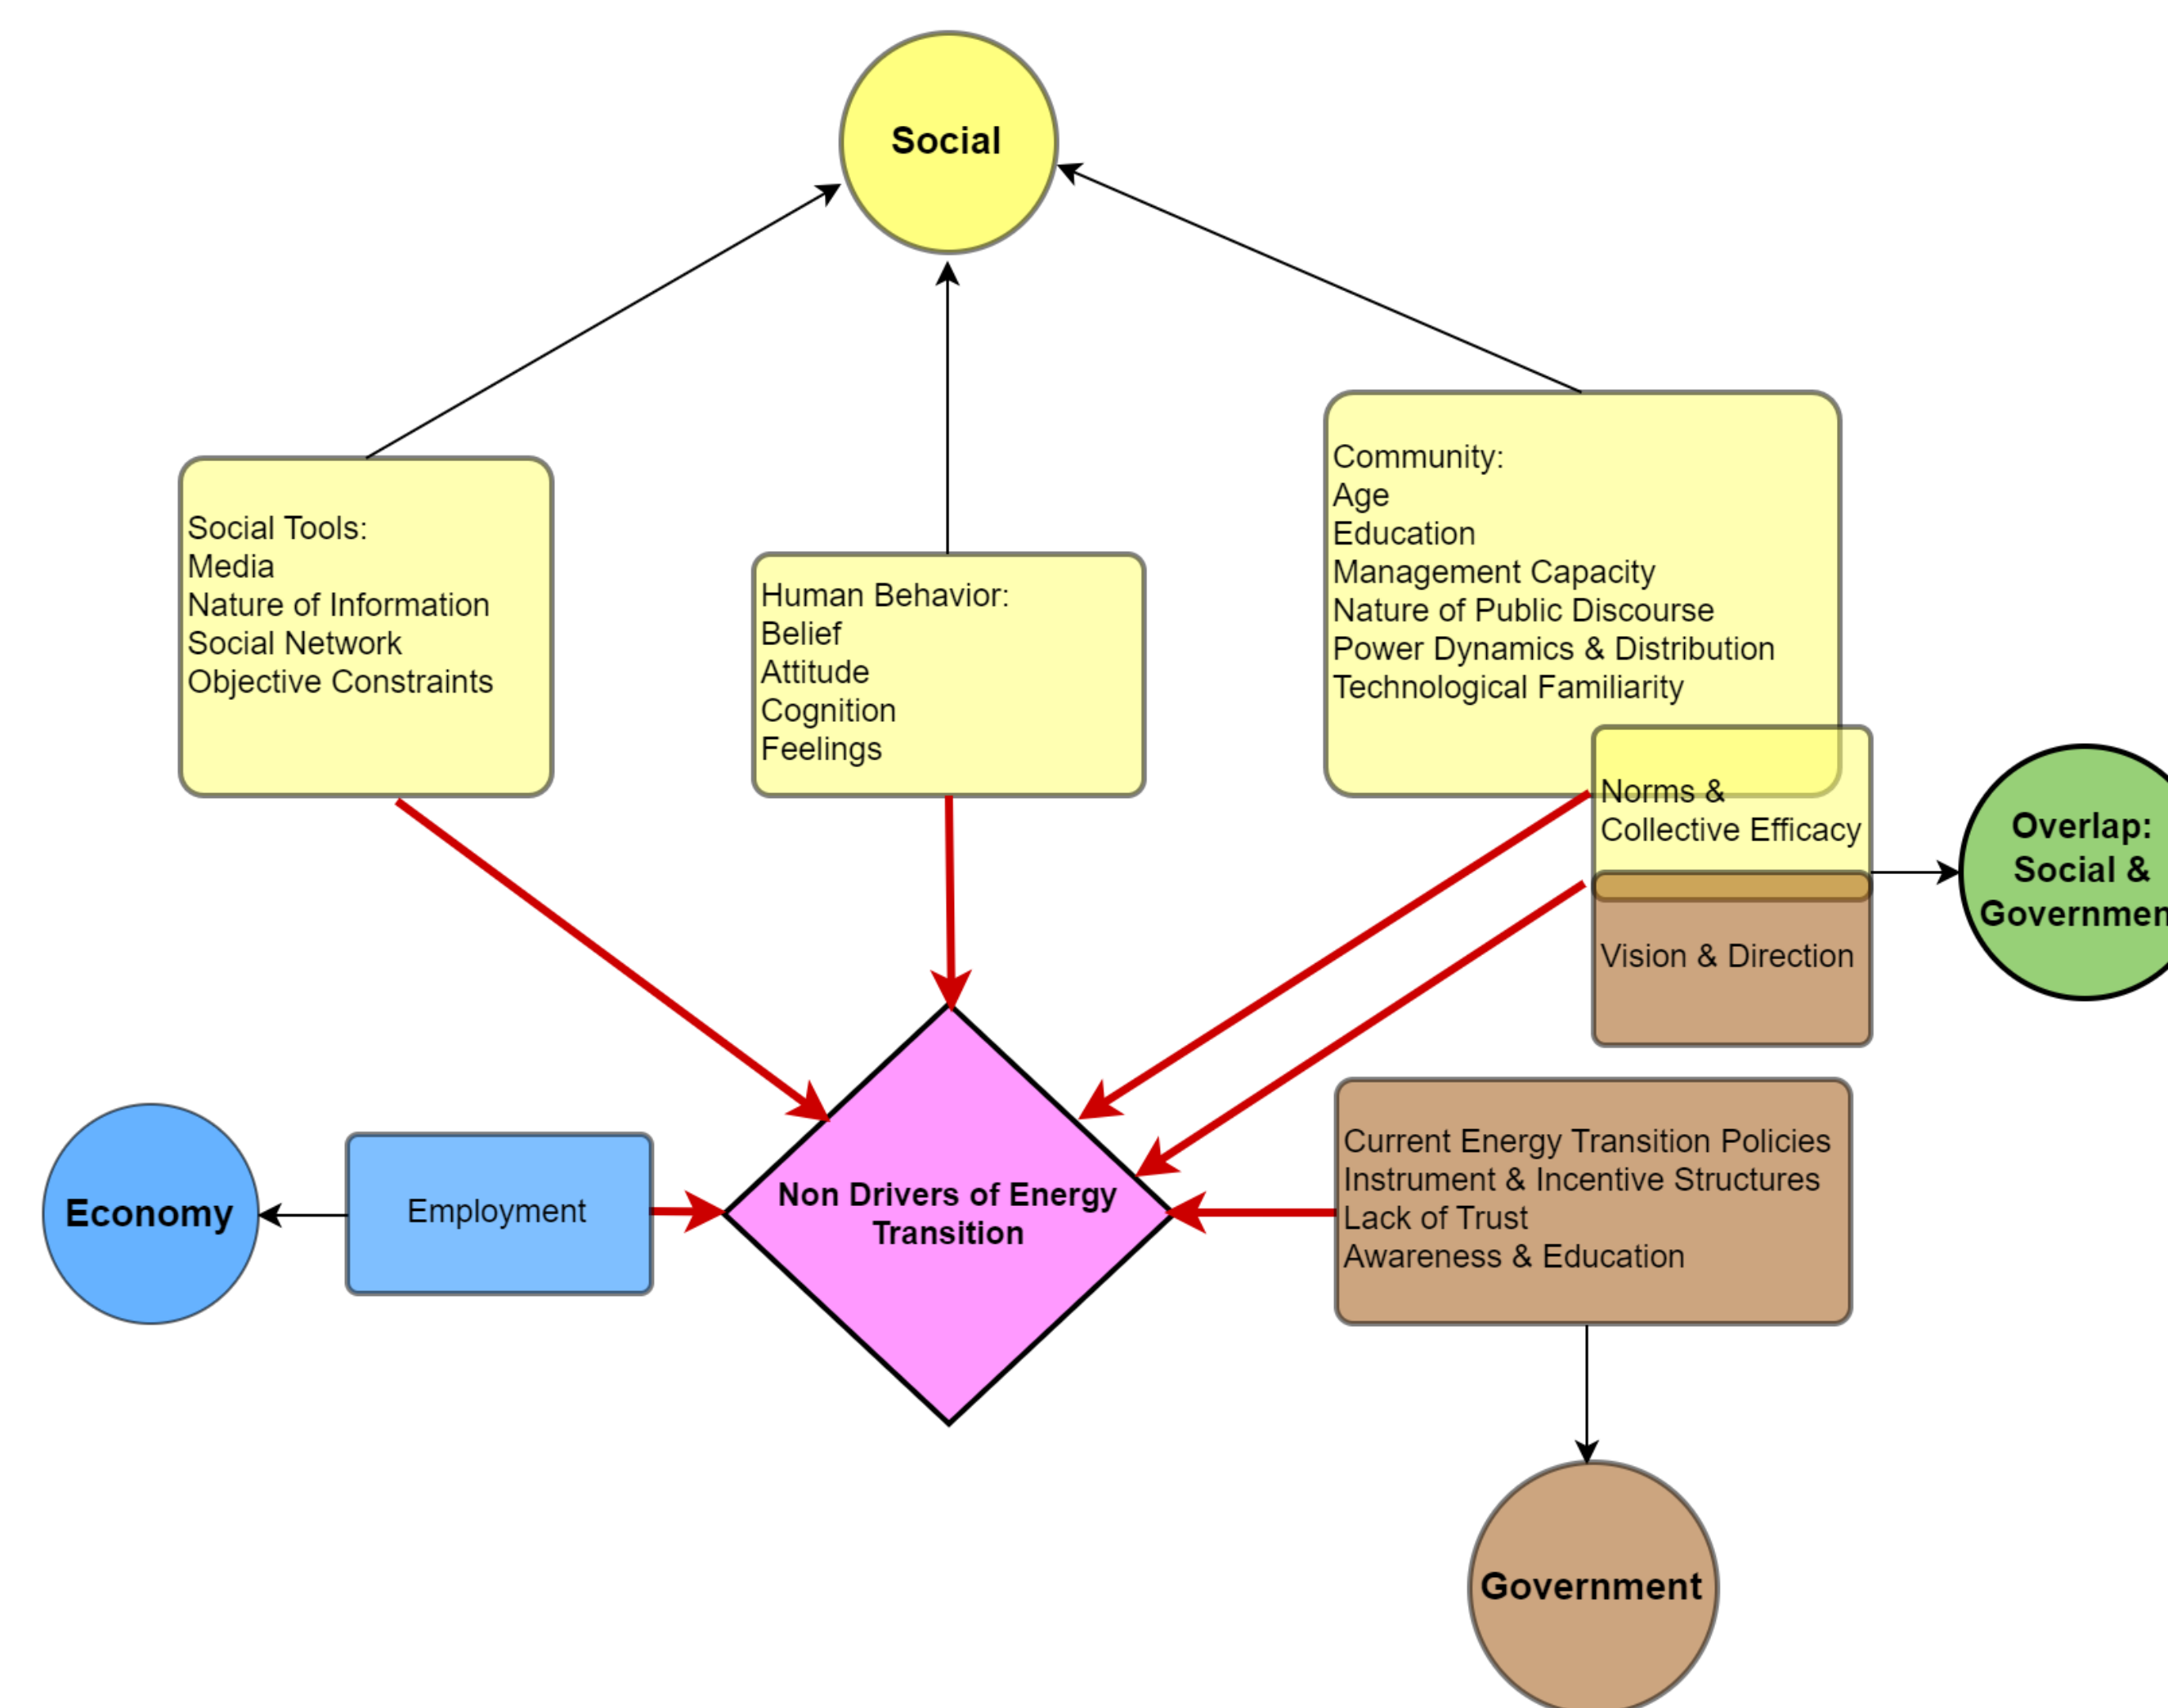 Social
Social Tools:
Media
Nature of Information
Social Network
Objective Constraints
Human Behavior:
Belief
Attitude
Cognition
Feelings
Community:
Age
Education
Management Capacity
Nature of Public Discourse
Power Dynamics & Distribution
Technological Familiarity
Norms &
Collective Efficacy
Vision & Direction
Overlap:
Social &
Governmen
Economy
Employment
Non Drivers of Energy
Transition
Current Energy Transition Policies
Instrument & Incentive Structures
Lack of Trust
Awareness & Education
Government